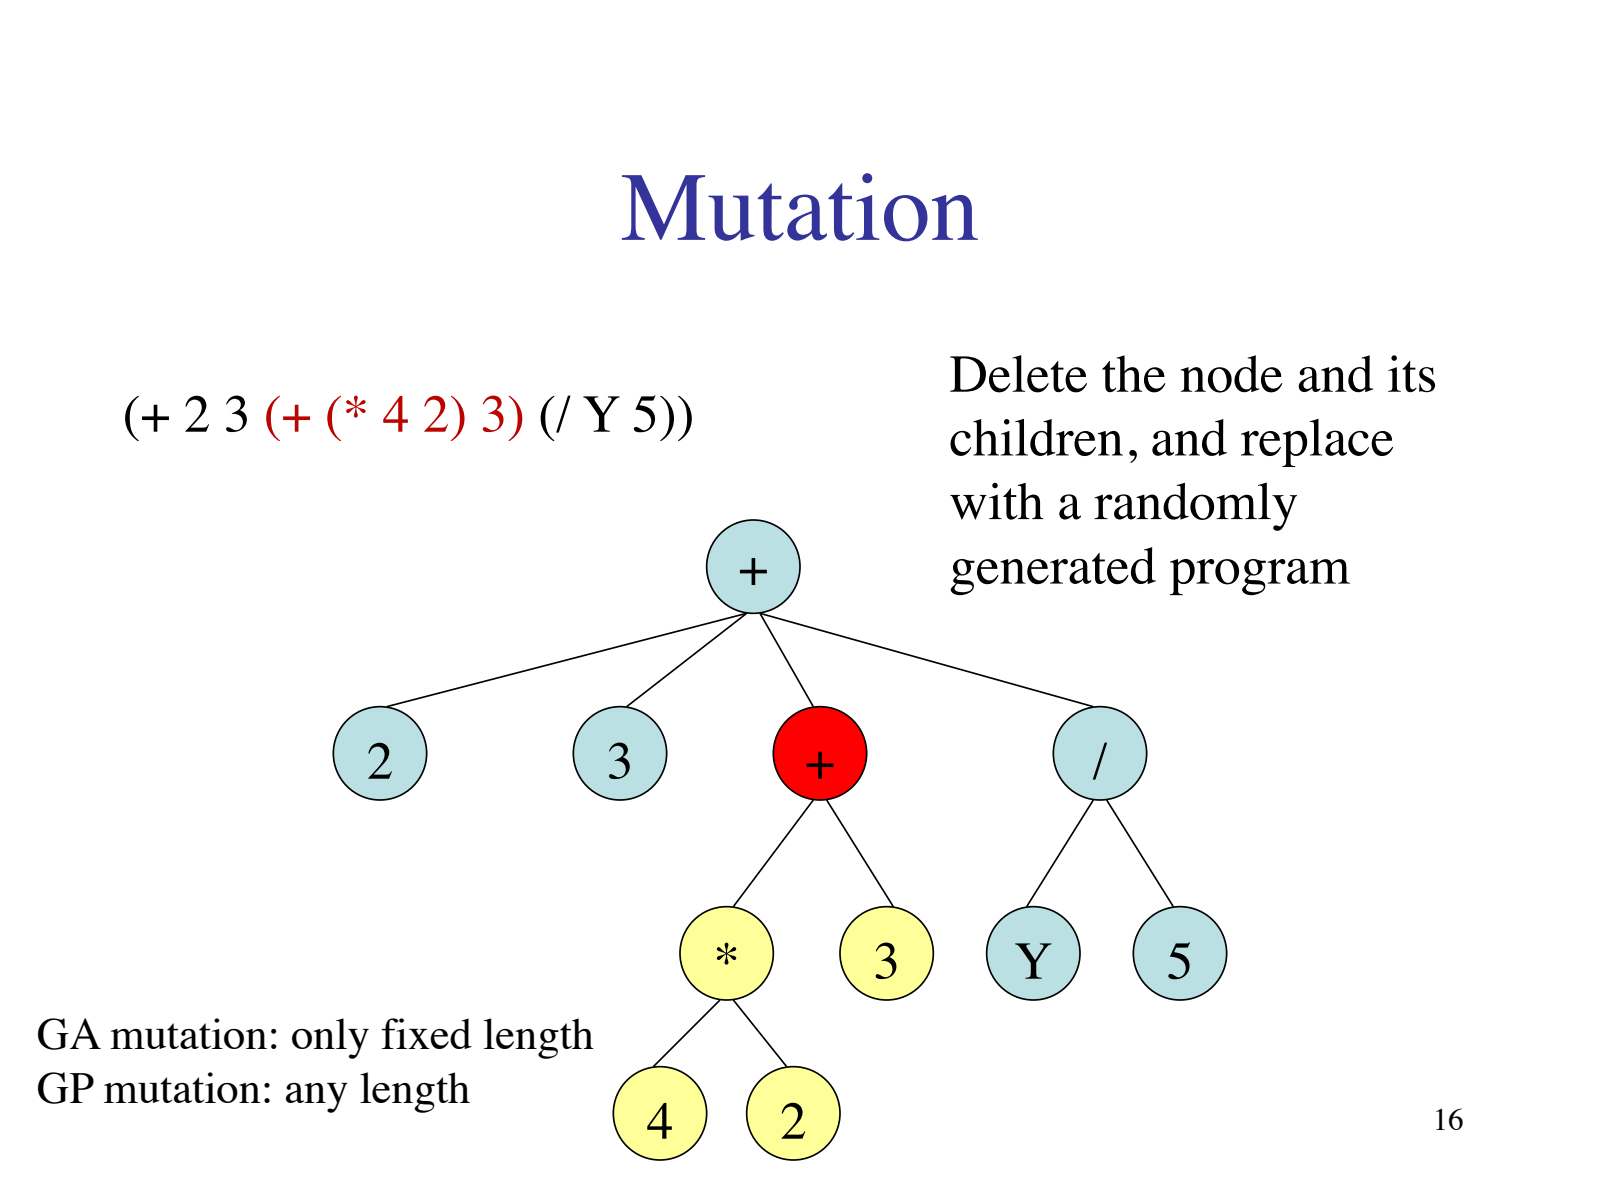 Mutation
(+ 2 3 (+ (* 4 2) 3) (/ Y 5))
Delete the node and its
children, and replace
with a randomly
generated program
+
2 3 + /
* 3 Y 5
4 2
GA mutation: only fixed length
GP mutation: any length
16